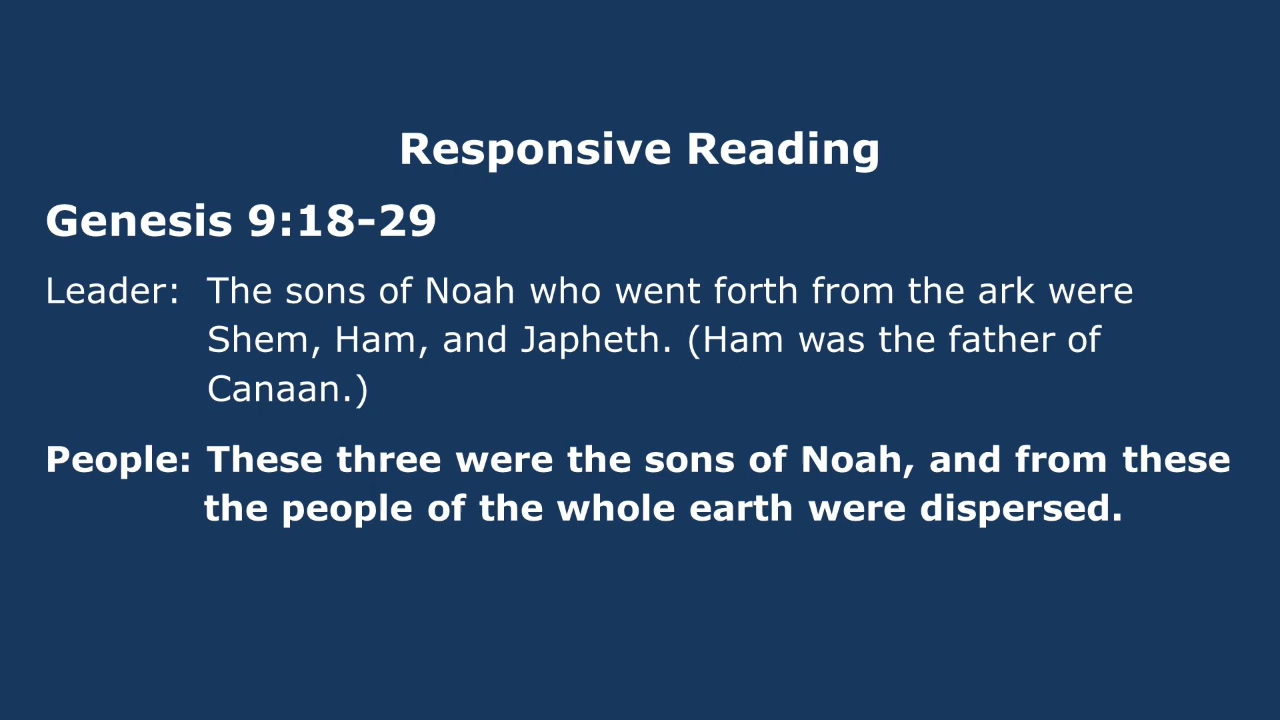 Responsive Reading
Genesis 9:18-29
Leader: The sons of Noah who went forth from the ark were
Shem, Ham, and Japheth. (Ham was the father of
Canaan.)
People: These three were the sons of Noah, and from these
the people of the whole earth were dispersed.